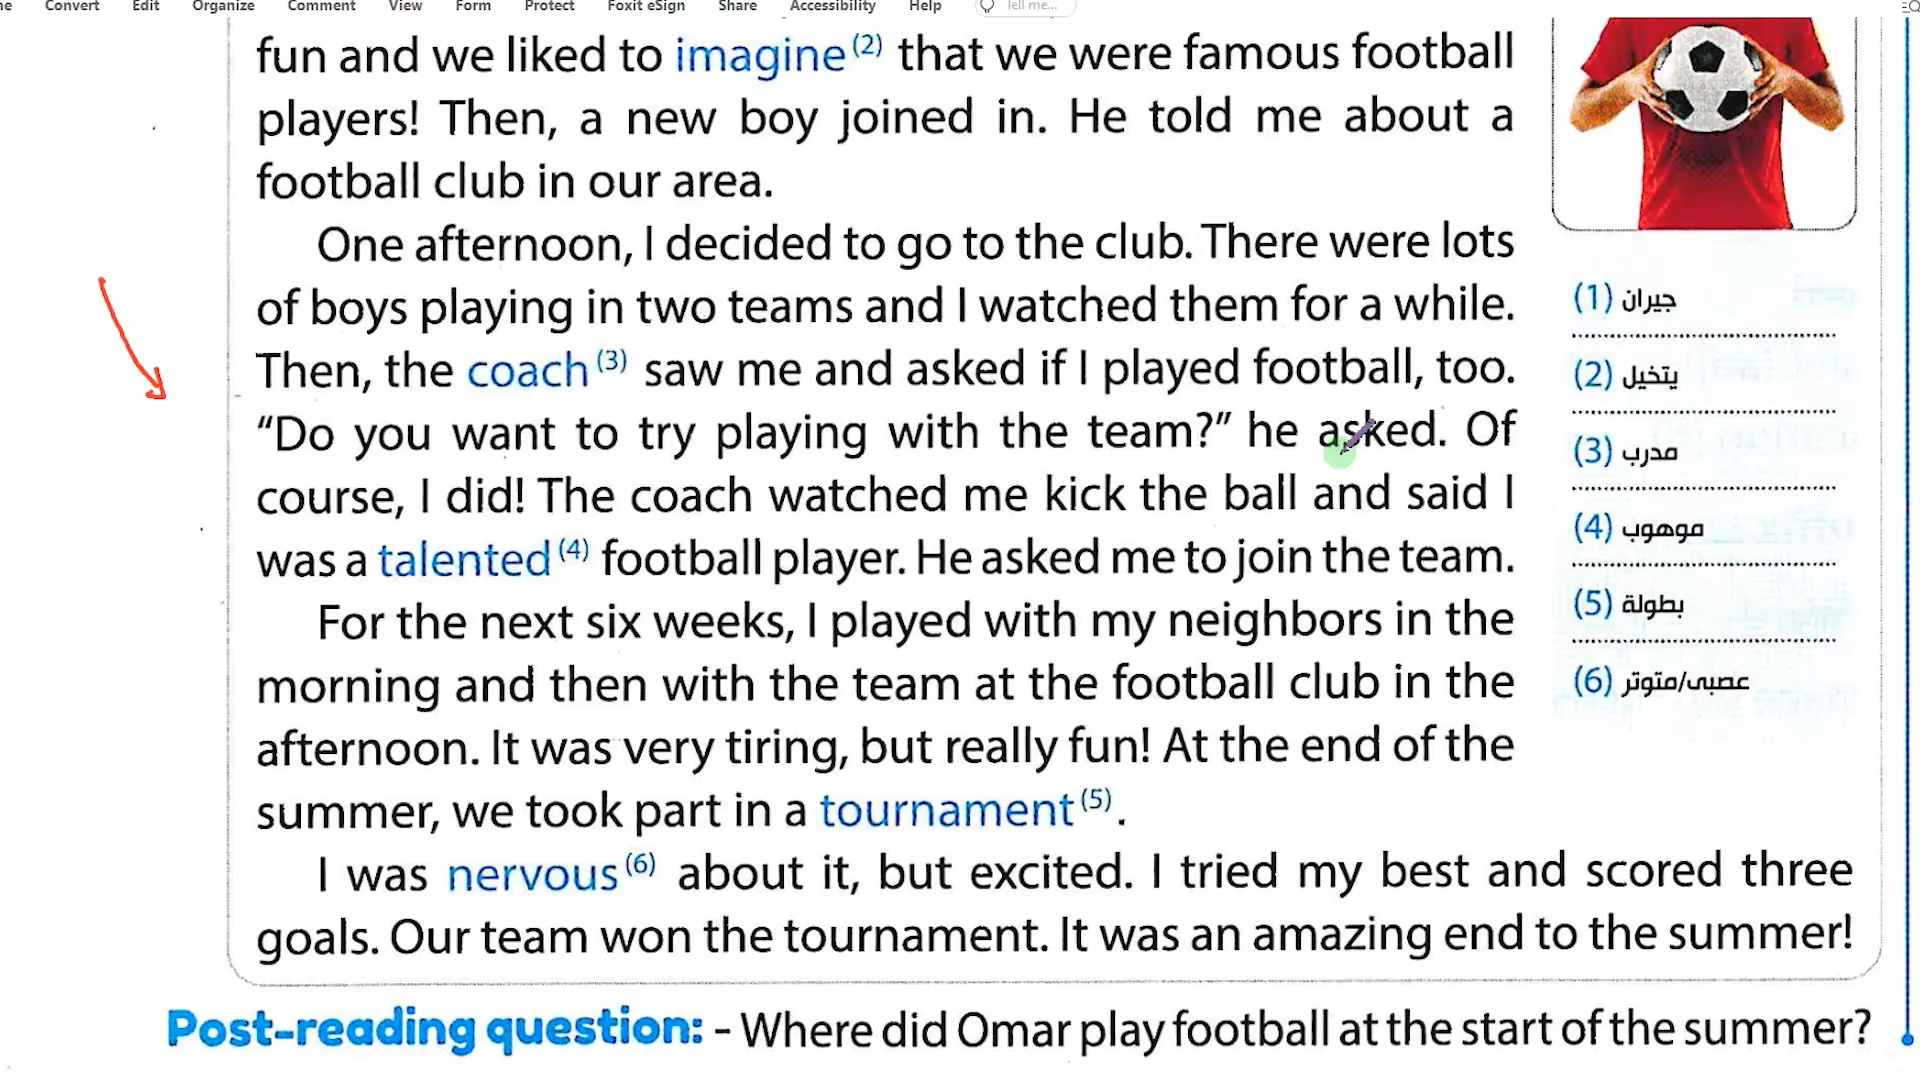 Convert Edit Organize Comment View Form Protect Foxit eSign Share Accessibility Help Tell me...
fun and we liked to imagine (2) that we were famous football
players! Then, a new boy joined in. He told me about a
football club in our area.
One afternoon, I decided to go to the club. There were lots
of boys playing in two teams and I watched them for a while.
Then, the coach (3) saw me and asked if I played football, too.
“Do you want to try playing with the team?” he asked. Of
course, I did! The coach watched me kick the ball and said I
was a talented (4) football player. He asked me to join the team.
For the next six weeks, I played with my neighbors in the
morning and then with the team at the football club in the
afternoon. It was very tiring, but really fun! At the end of the
summer, we took part in a tournament (5).
I was nervous (6) about it, but excited. I tried my best and scored three
goals. Our team won the tournament. It was an amazing end to the summer!
(1) جيران
(2) يتخيل
(3) مدرب
(4) موهوب
(5) بطولة
(6) عصبى/متوتر
Post-reading question: - Where did Omar play football at the start of the summer?